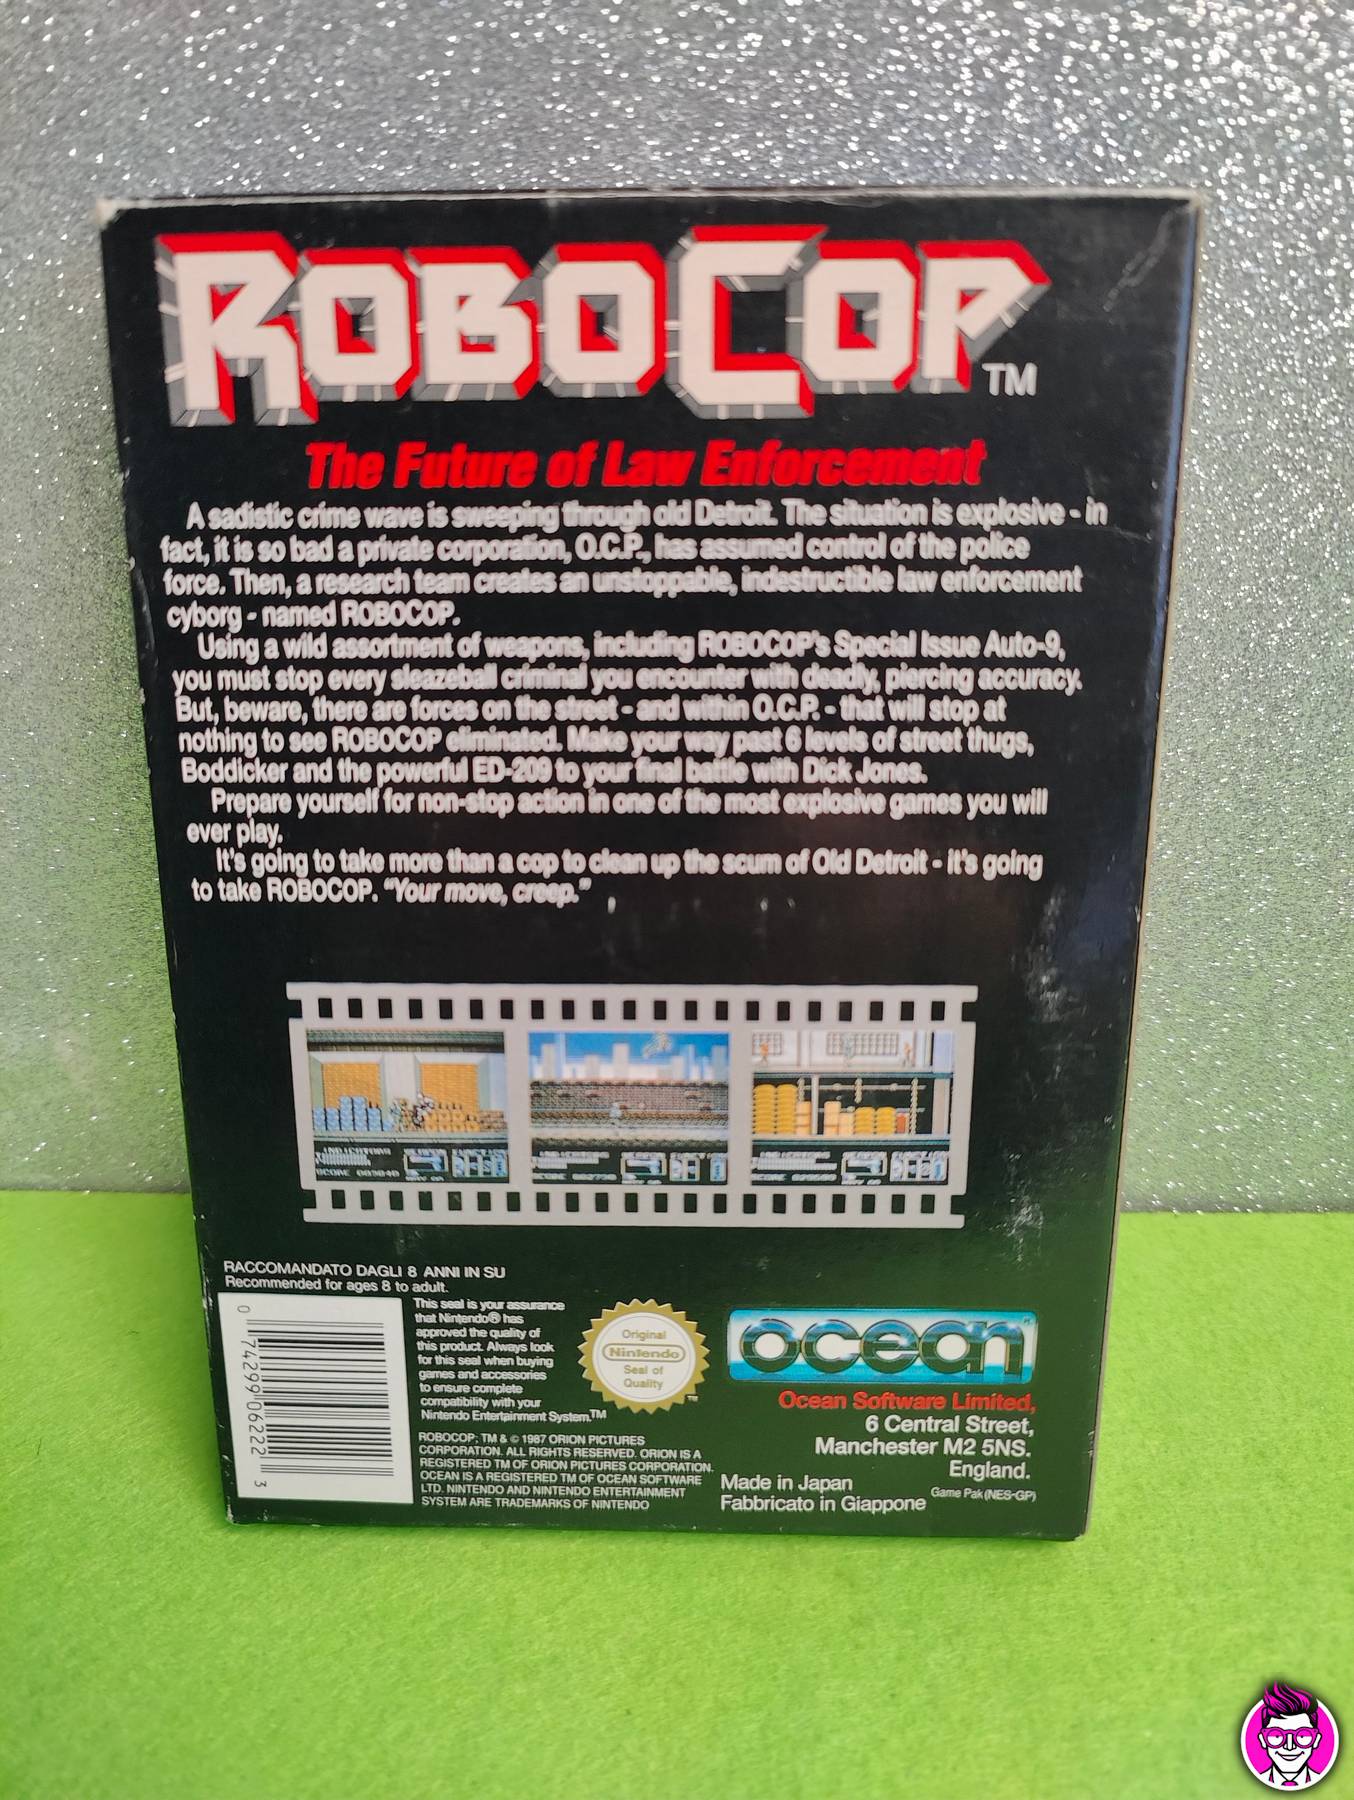 ROBOCOP TM
The Future of Law Enforcement
A sadistic crime wave is sweeping through old Detroit. The situation is explosive - in
fact, it is so bad a private corporation, O.C.P., has assumed control of the police
force. Then, a research team creates an unstoppable, indestructible law enforcement
cyborg - named ROBOCOP.
Using a wild assortment of weapons, including ROBOCOP's Special Issue Auto-9,
you must stop every sleazeball criminal you encounter with deadly, piercing accuracy.
But, beware, there are forces on the street - and within O.C.P. - that will stop at
nothing to see ROBOCOP eliminated. Make your way past 6 levels of street thugs,
Boddicker and the powerful ED-209 to your final battle with Dick Jones.
Prepare yourself for non-stop action in one of the most explosive games you will
ever play.
It's going to take more than a cop to clean up the scum of Old Detroit - it's going
to take ROBOCOP. "Your move, creep."
RACCOMANDATO DAGLI 8 ANNI IN SU
Recommended for ages 8 to adult.
0 74299 06222 3
This seal is your assurance
that Nintendo® has
approved the quality of
this product. Always look
for this seal when buying
games and accessories
to ensure complete
compatibility with your
Nintendo Entertainment System.TM
Original
Nintendo
Seal of
Quality
TM
ROBOCOP; TM & © 1987 ORION PICTURES
CORPORATION. ALL RIGHTS RESERVED. ORION IS A
REGISTERED TM OF ORION PICTURES CORPORATION.
OCEAN IS A REGISTERED TM OF OCEAN SOFTWARE
LTD. NINTENDO AND NINTENDO ENTERTAINMENT
SYSTEM ARE TRADEMARKS OF NINTENDO
ocean
Ocean Software Limited,
6 Central Street,
Manchester M2 5NS.
England.
Made in Japan
Fabbricato in Giappone
Game Pak (NES-GP)